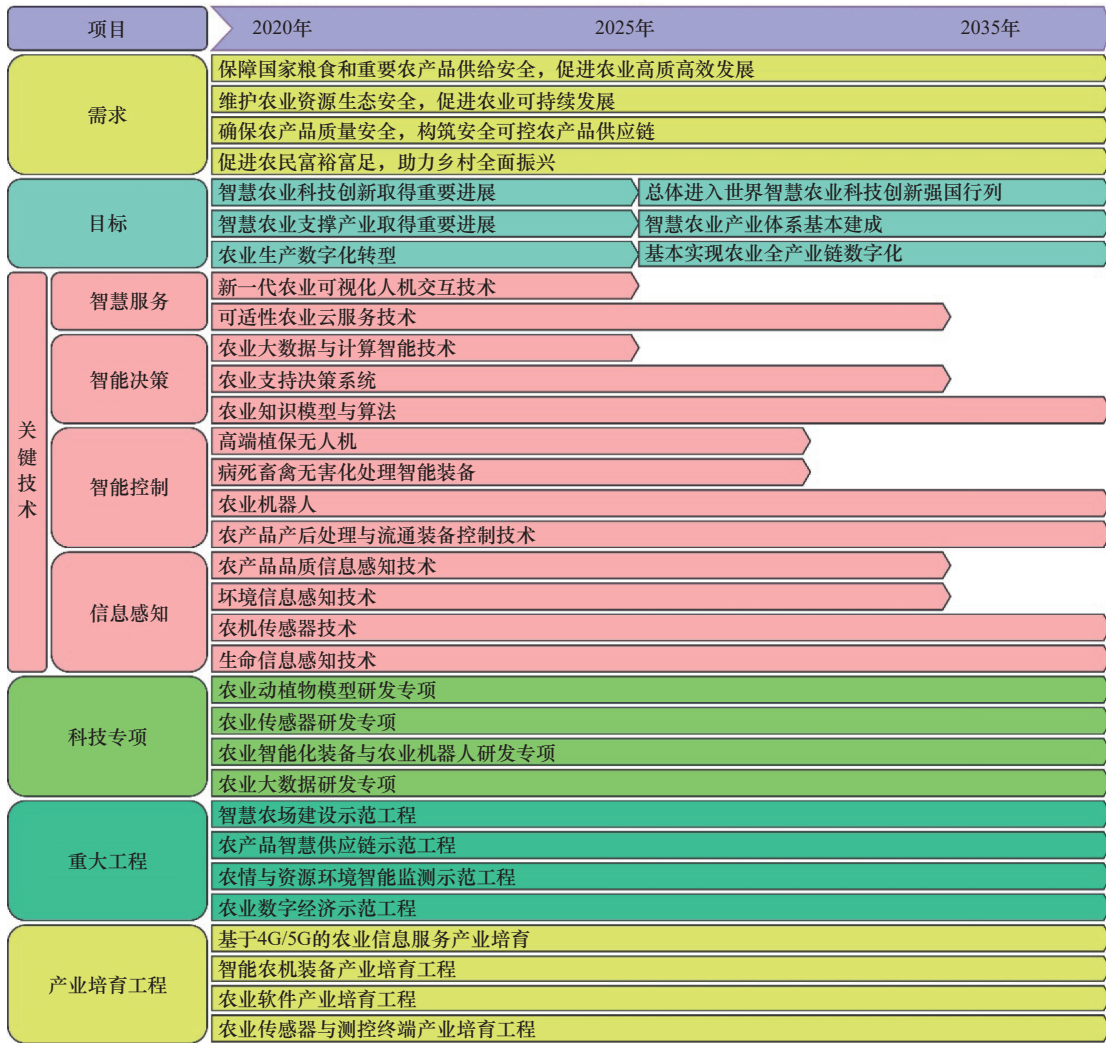 项目 2020年 2025年 2035年
需求
保障国家粮食和重要农产品供给安全，促进农业高质高效发展
维护农业资源生态安全，促进农业可持续发展
确保农产品质量安全，构筑安全可控农产品供应链
促进农民富裕富足，助力乡村全面振兴
目标
智慧农业科技创新取得重要进展 总体进入世界智慧农业科技创新强国行列
智慧农业支撑产业取得重要进展 智慧农业产业体系基本建成
农业生产数字化转型 基本实现农业全产业链数字化
关键技术
智慧服务
新一代农业可视化人机交互技术
可适性农业云服务技术
智能决策
农业大数据与计算智能技术
农业支持决策系统
农业知识模型与算法
智能控制
高端植保无人机
病死畜禽无害化处理智能装备
农业机器人
农产品产后处理与流通装备控制技术
信息感知
农产品品质信息感知技术
环境信息感知技术
农机传感器技术
生命信息感知技术
科技专项
农业动植物模型研发专项
农业传感器研发专项
农业智能化装备与农业机器人研发专项
农业大数据研发专项
重大工程
智慧农场建设示范工程
农产品智慧供应链示范工程
农情与资源环境智能监测示范工程
农业数字经济示范工程
产业培育工程
基于4G/5G的农业信息服务产业培育
智能农机装备产业培育工程
农业软件产业培育工程
农业传感器与测控终端产业培育工程